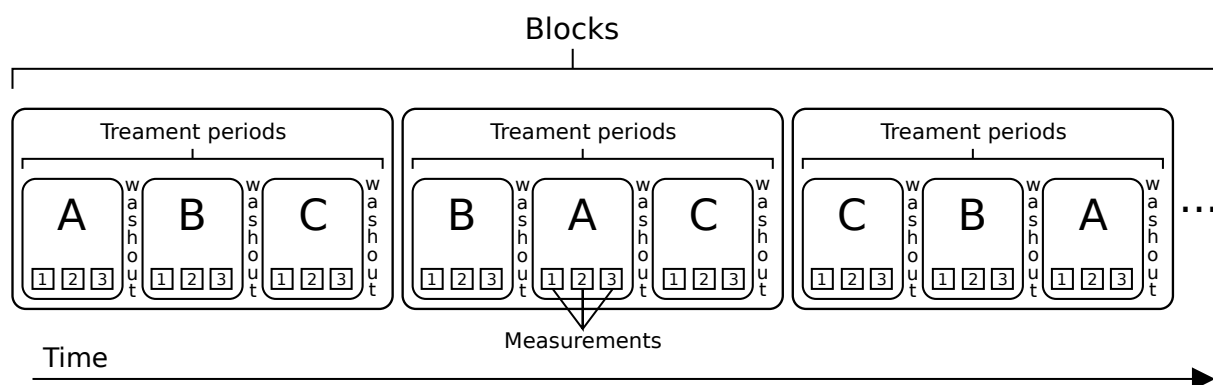 Blocks
Treament periods Treament periods Treament periods
A washout B washout C washout B washout A washout C washout C washout B washout A washout ...
1 2 3 1 2 3 1 2 3 1 2 3 1 2 3 1 2 3 1 2 3 1 2 3 1 2 3
Measurements
Time